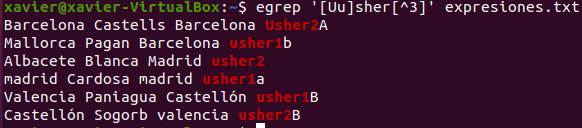 xavier@xavier-VirtualBox:~$ egrep '[Uu]sher[^3]' expresiones.txt
Barcelona Castells Barcelona Usher2A
Mallorca Pagan Barcelona usher1b
Albacete Blanca Madrid usher2
madrid Cardosa madrid usher1a
Valencia Paniagua Castellón usher1B
Castellón Sogorb valencia usher2B